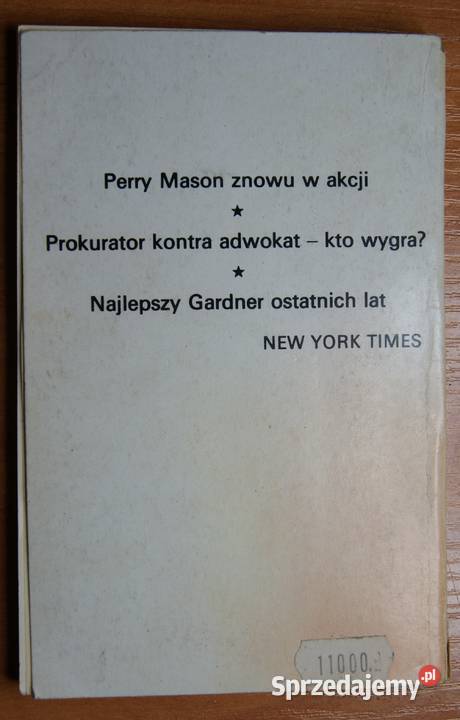 Perry Mason znowu w akcji
★
Prokurator kontra adwokat – kto wygra?
★
Najlepszy Gardner ostatnich lat
NEW YORK TIMES
11000.-
Sprzedajemy.pl